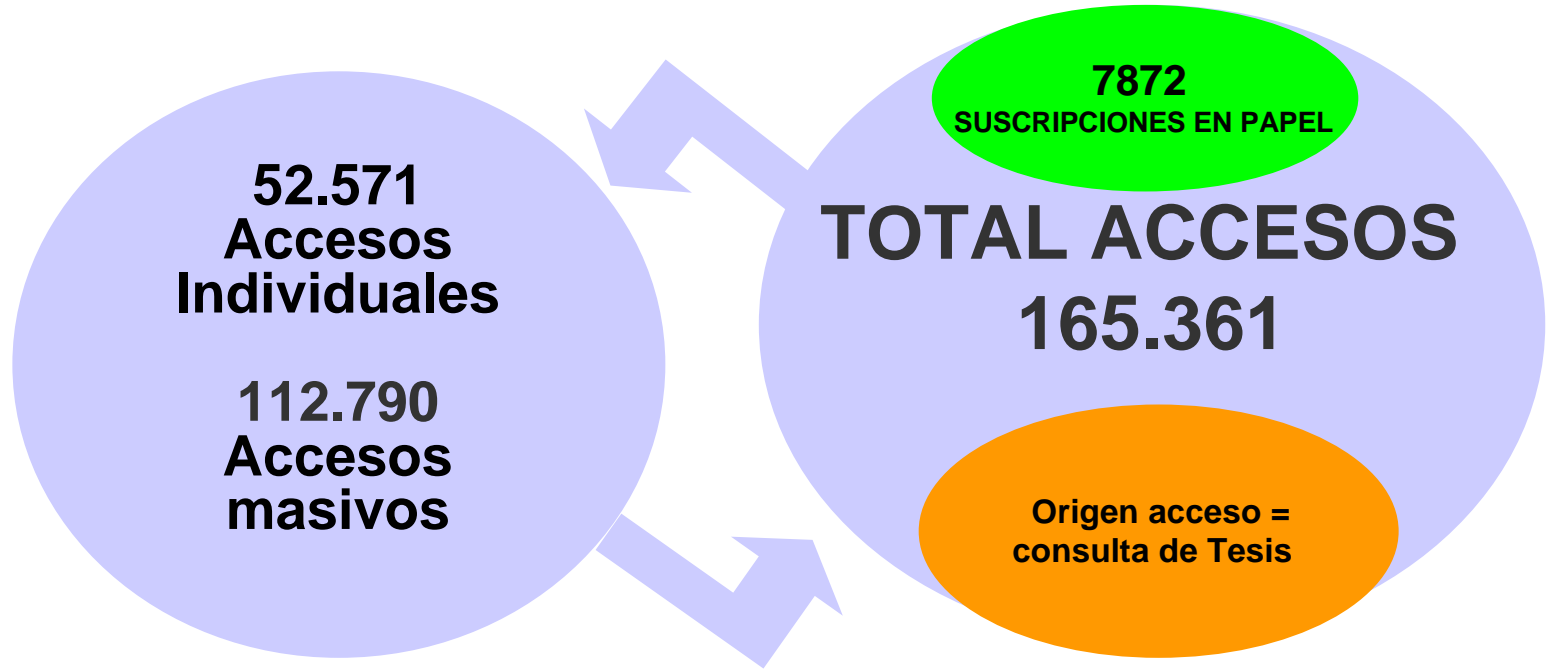 52.571
Accesos
Individuales
112.790
Accesos
masivos
7872
SUSCRIPCIONES EN PAPEL
TOTAL ACCESOS
165.361
Origen acceso =
consulta de Tesis